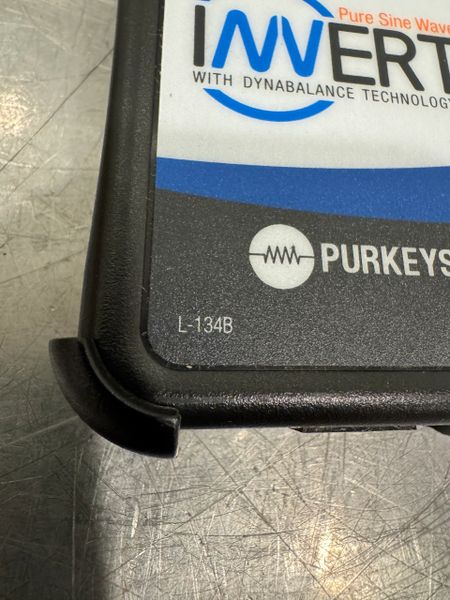 Pure Sine Wave
INVERT
WITH DYNABALANCE TECHNOLOGY
PURKEYS
L-134B